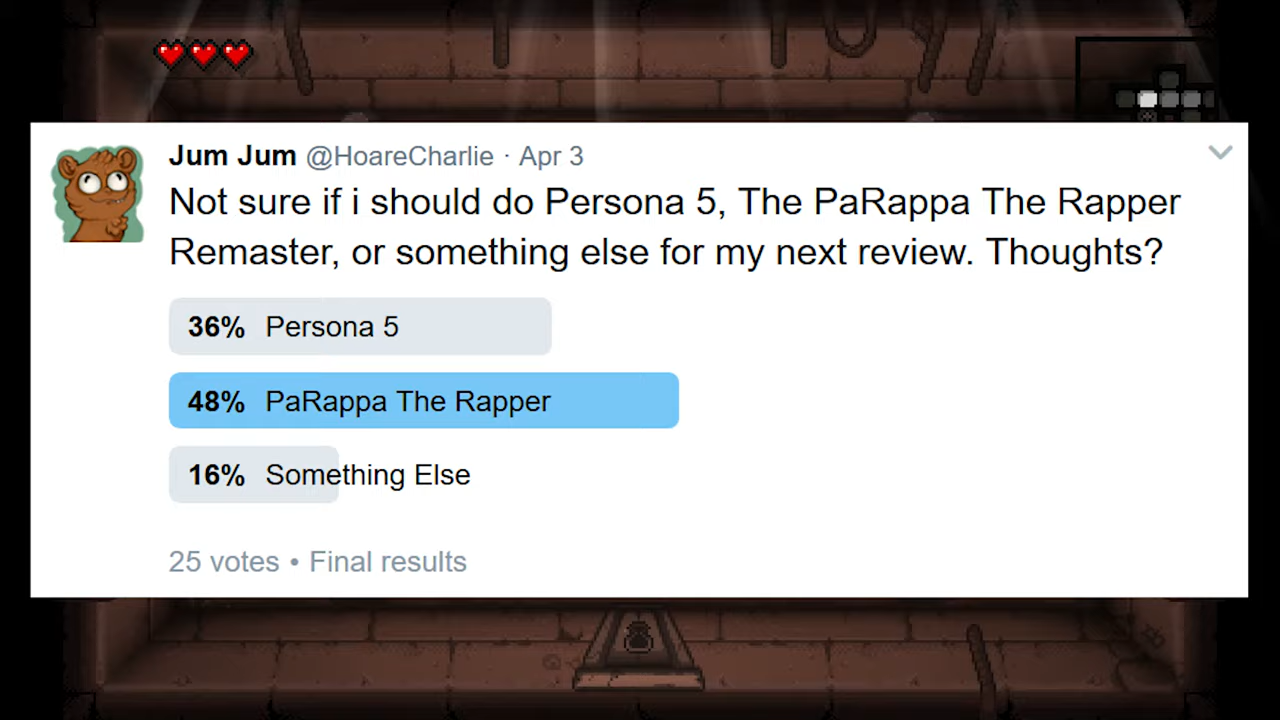 Jum Jum @HoareCharlie · Apr 3
Not sure if i should do Persona 5, The PaRappa The Rapper
Remaster, or something else for my next review. Thoughts?
36% Persona 5
48% PaRappa The Rapper
16% Something Else
25 votes • Final results